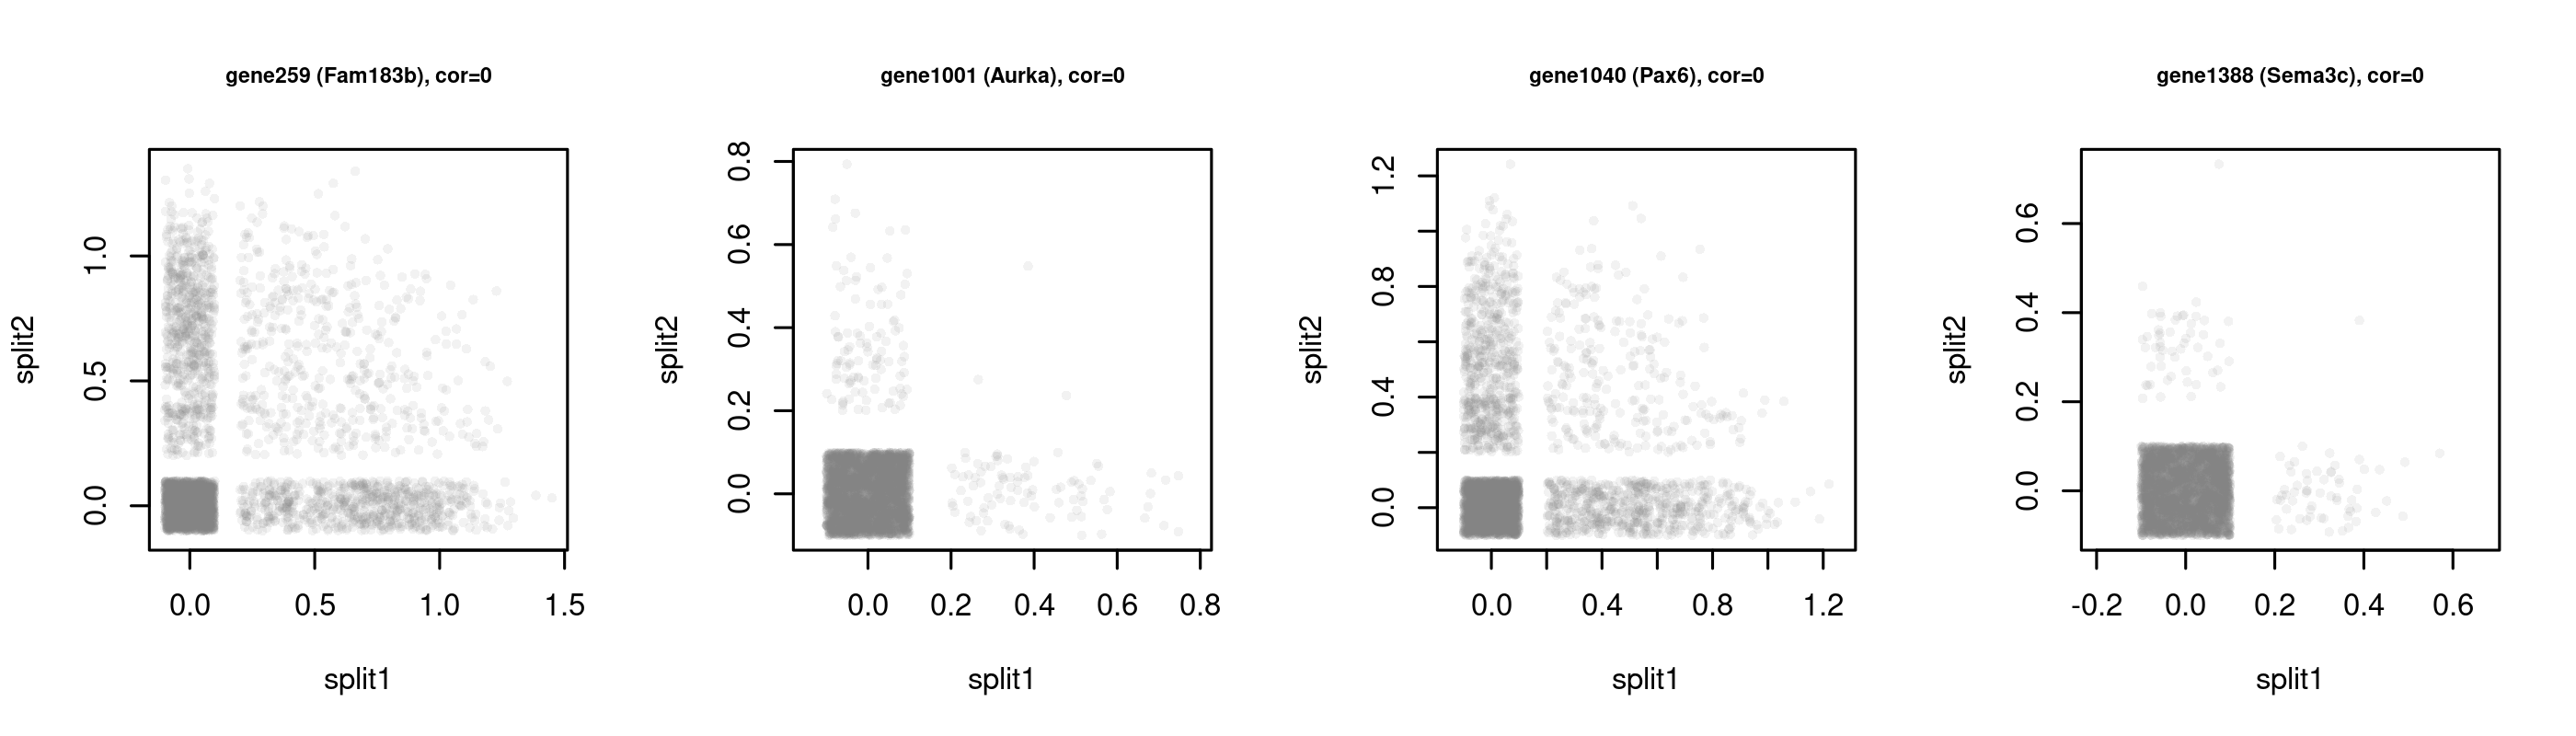 gene259 (Fam183b), cor=0
split2
0.0 0.5 1.0
0.0 0.5 1.0 1.5
split1
gene1001 (Aurka), cor=0
split2
0.0 0.2 0.4 0.6 0.8
0.0 0.2 0.4 0.6 0.8
split1
gene1040 (Pax6), cor=0
split2
0.0 0.4 0.8 1.2
0.0 0.4 0.8 1.2
split1
gene1388 (Sema3c), cor=0
split2
0.0 0.2 0.4 0.6
-0.2 0.0 0.2 0.4 0.6
split1